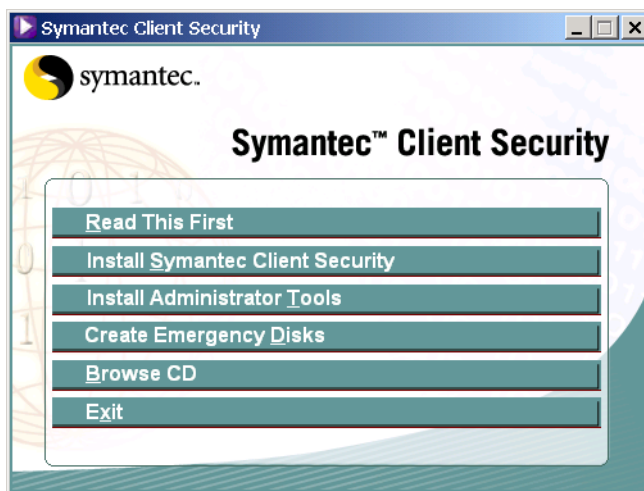 Symantec Client Security
symantec™
Symantec™ Client Security
Read This First
Install Symantec Client Security
Install Administrator Tools
Create Emergency Disks
Browse CD
Exit